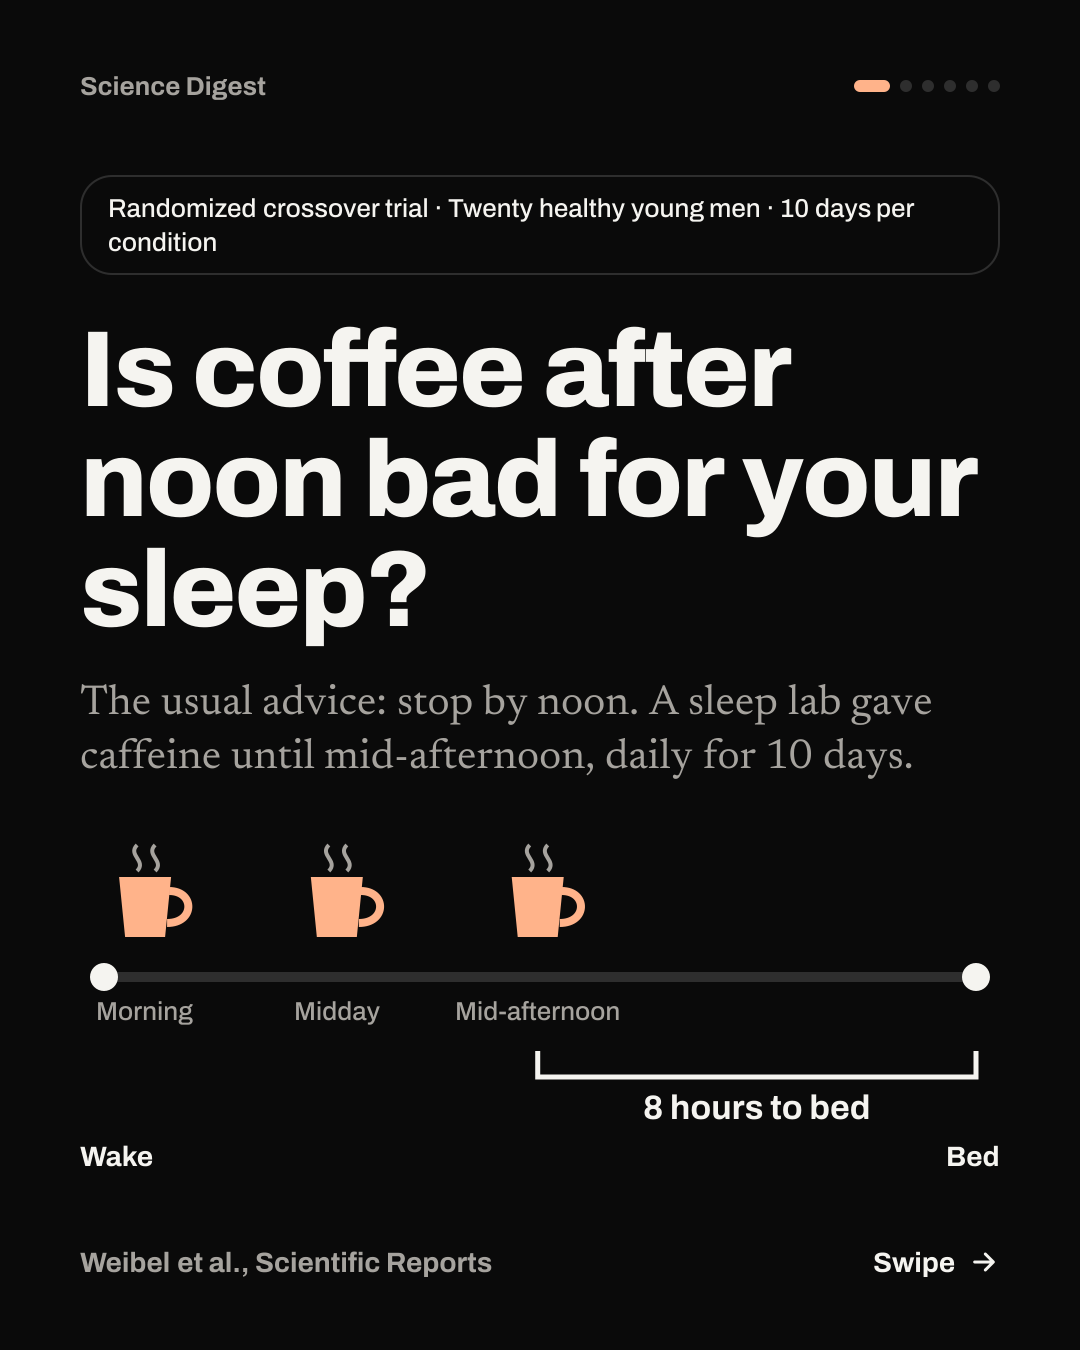 Science Digest
Randomized crossover trial · Twenty healthy young men · 10 days per
condition
Is coffee after
noon bad for your
sleep?
The usual advice: stop by noon. A sleep lab gave
caffeine until mid-afternoon, daily for 10 days.
Morning
Midday
Mid-afternoon
8 hours to bed
Wake
Bed
Weibel et al., Scientific Reports
Swipe →